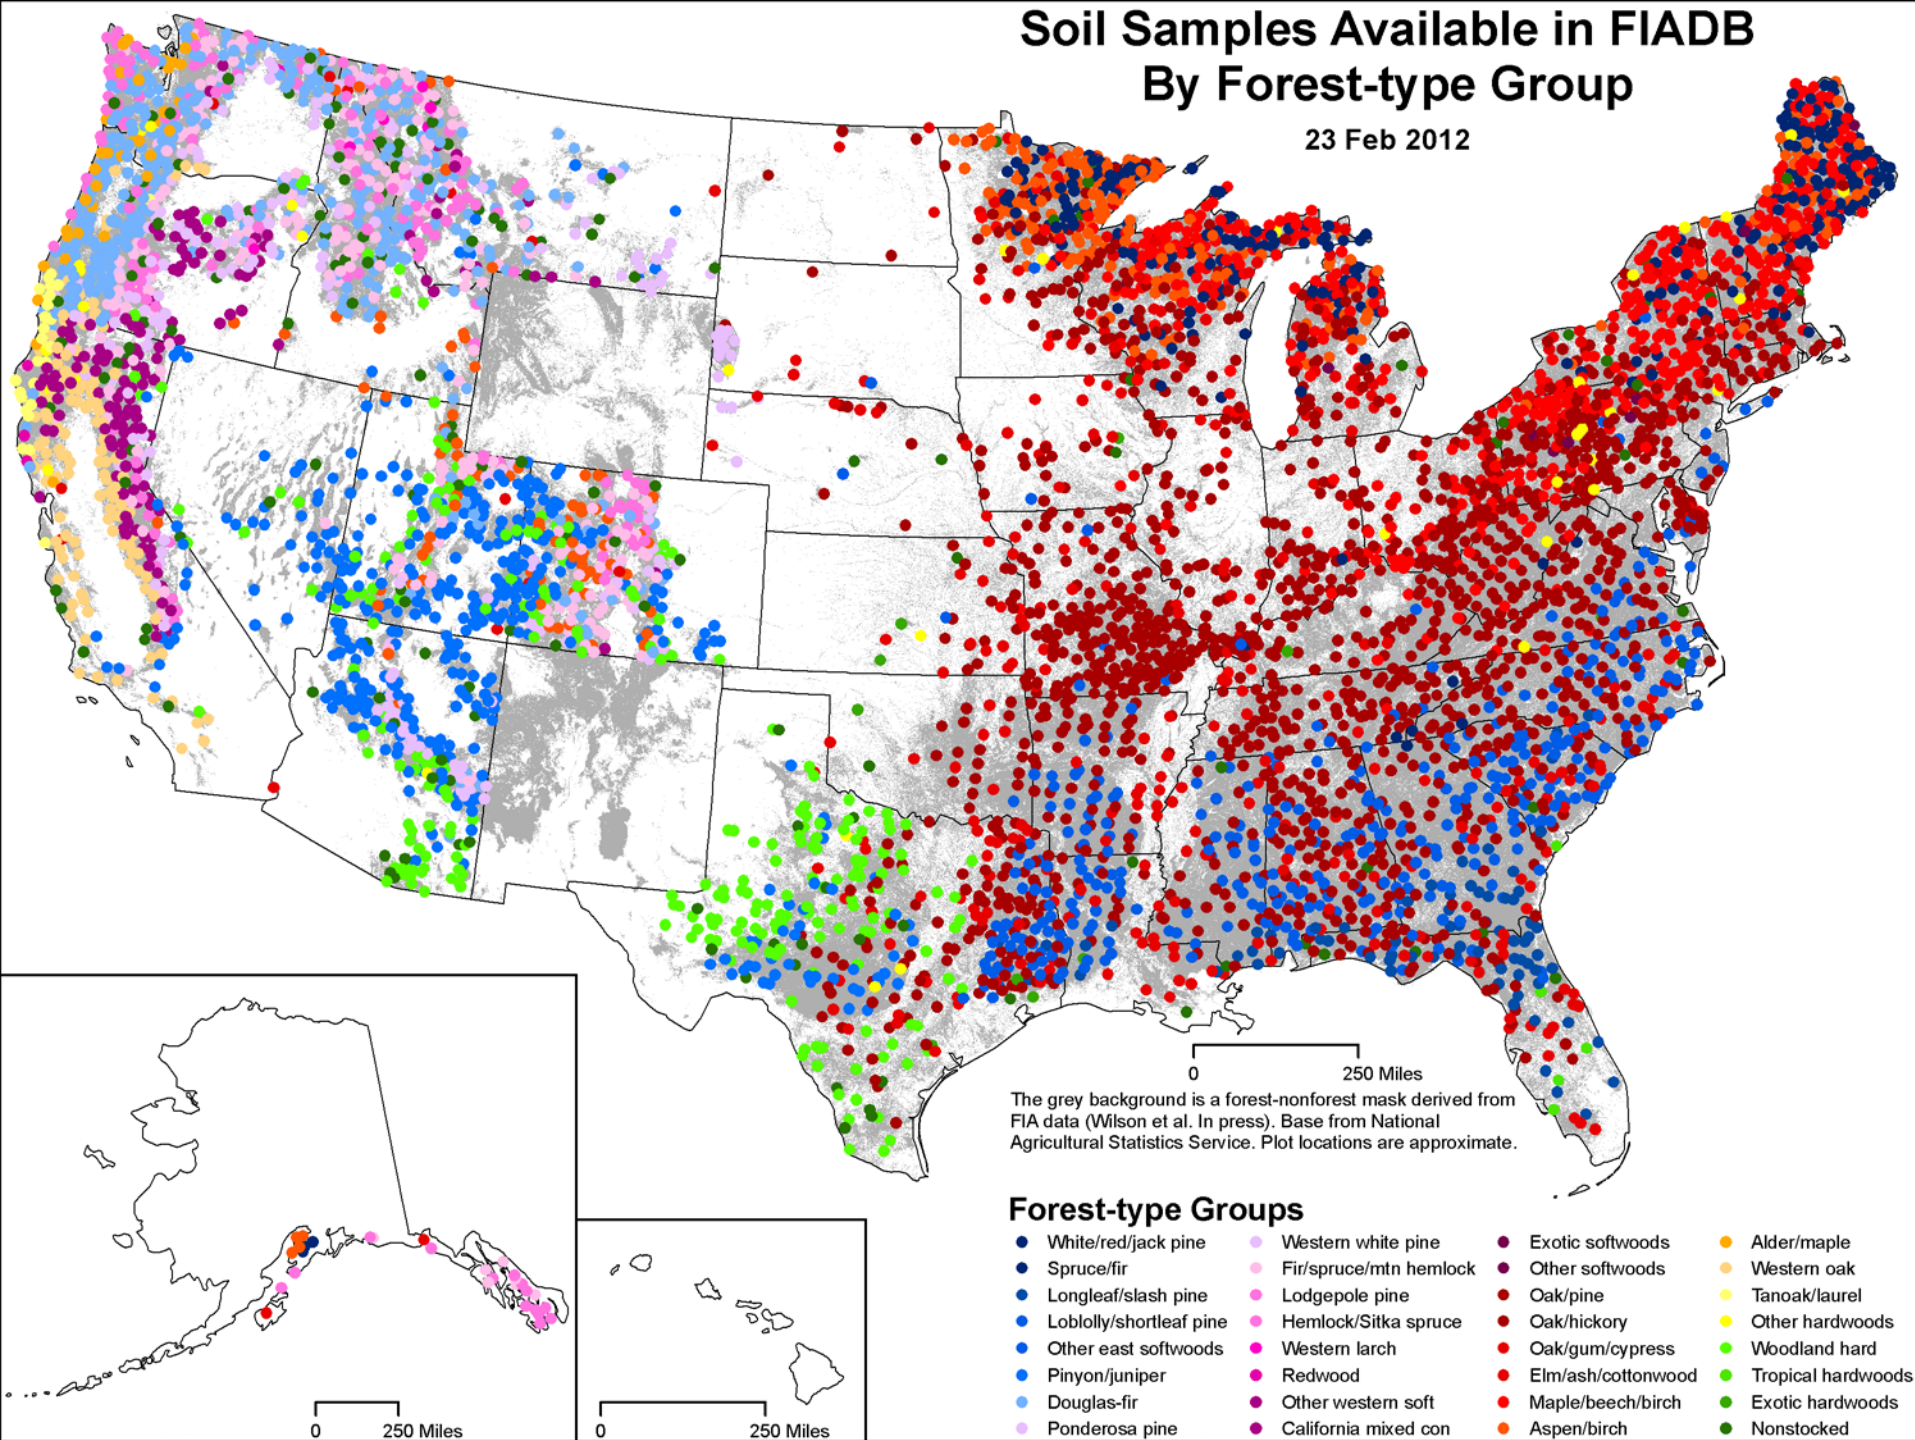 Soil Samples Available in FIADB
By Forest-type Group
23 Feb 2012
0 250 Miles
The grey background is a forest-nonforest mask derived from
FIA data (Wilson et al. In press). Base from National
Agricultural Statistics Service. Plot locations are approximate.
Forest-type Groups
White/red/jack pine
Spruce/fir
Longleaf/slash pine
Loblolly/shortleaf pine
Other east softwoods
Pinyon/juniper
Douglas-fir
Ponderosa pine
Western white pine
Fir/spruce/mtn hemlock
Lodgepole pine
Hemlock/Sitka spruce
Western larch
Redwood
Other western soft
California mixed con
Exotic softwoods
Other softwoods
Oak/pine
Oak/hickory
Oak/gum/cypress
Elm/ash/cottonwood
Maple/beech/birch
Aspen/birch
Alder/maple
Western oak
Tanoak/laurel
Other hardwoods
Woodland hard
Tropical hardwoods
Exotic hardwoods
Nonstocked
0 250 Miles
0 250 Miles